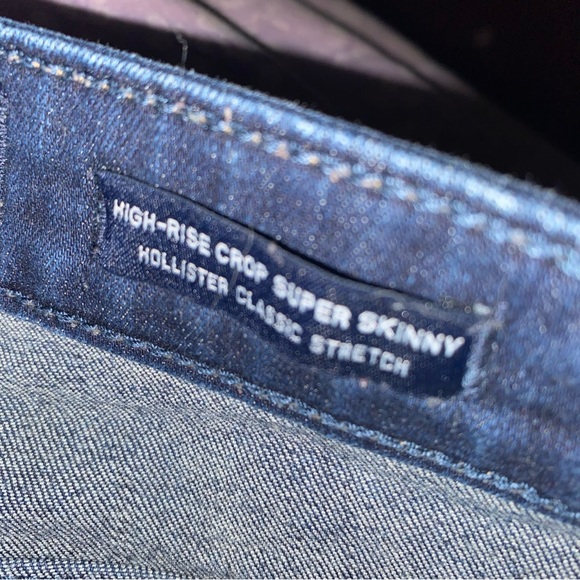 HIGH-RISE CROP SUPER SKINNY
HOLLISTER CLASSIC STRETCH